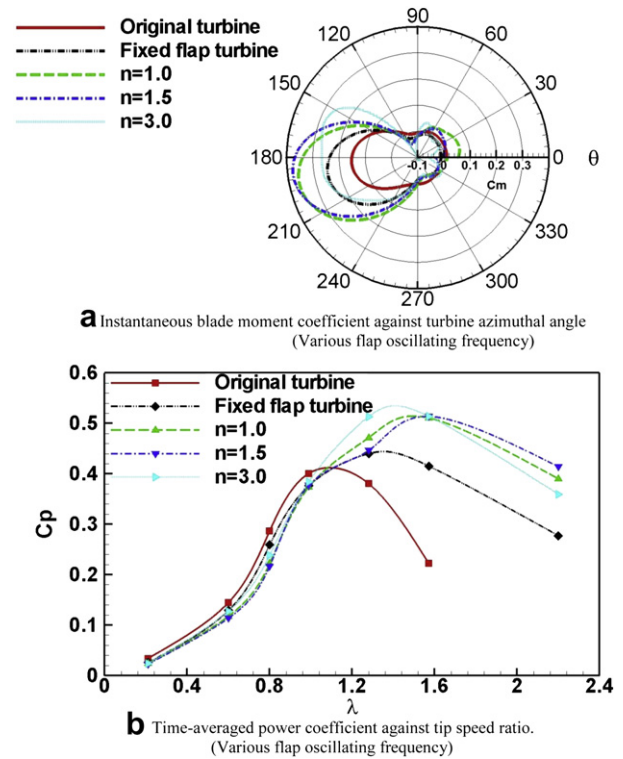 Original turbine
Fixed flap turbine
n=1.0
n=1.5
n=3.0
90
120 60
150 30
180 -0.1 0 0.1 0.2 0.3 0 θ
Cm
210 330
240 300
270
a Instantaneous blade moment coefficient against turbine azimuthal angle
(Various flap oscillating frequency)
0.6
Original turbine
Fixed flap turbine
0.5
n=1.0
n=1.5
0.4
n=3.0
Cp
0.3
0.2
0.1
0
0 0.4 0.8 1.2 1.6 2 2.4
λ
b Time-averaged power coefficient against tip speed ratio.
(Various flap oscillating frequency)